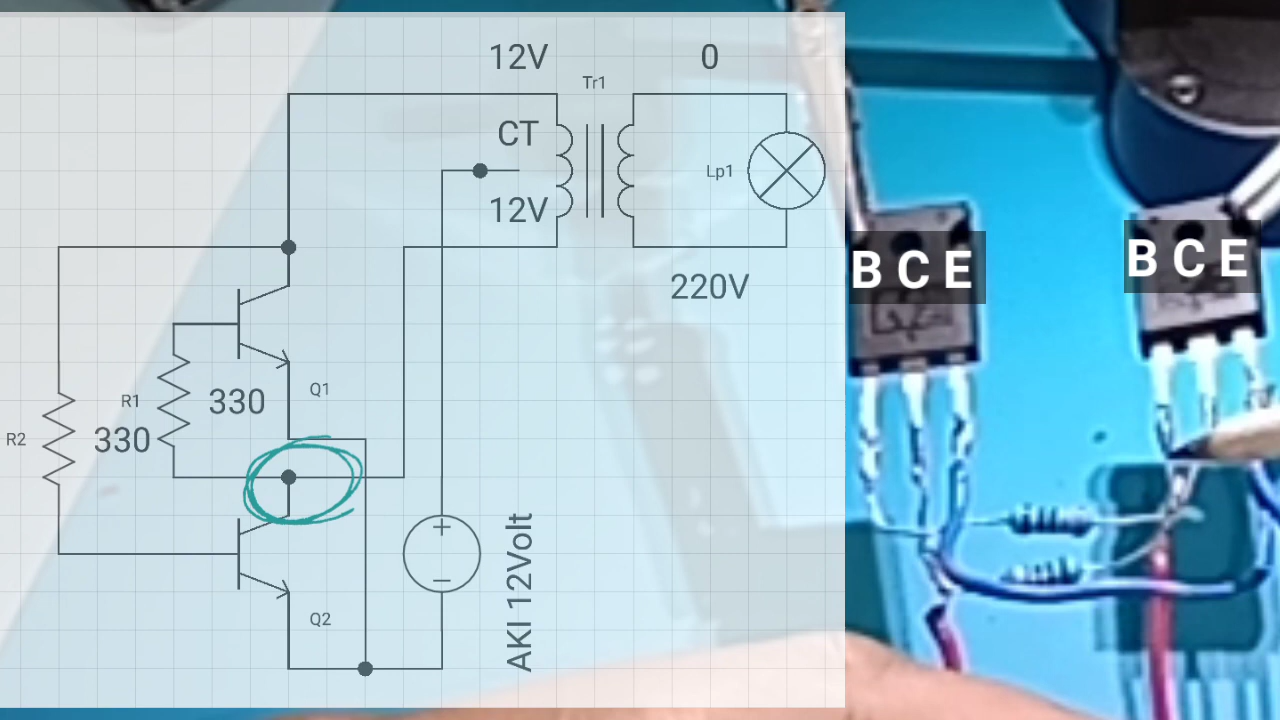 12V
0
Tr1
CT
Lp1
12V
220V
B C E
B C E
Q1
R1
330
R2
330
+
−
AKI 12Volt
Q2